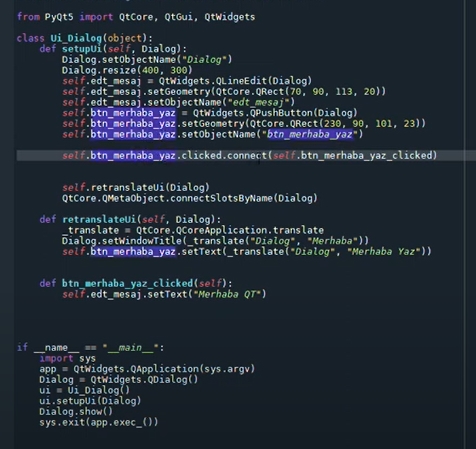 from PyQt5 import QtCore, QtGui, QtWidgets
class Ui_Dialog(object):
def setupUi(self, Dialog):
Dialog.setObjectName("Dialog")
Dialog.resize(400, 300)
self.edt_mesaj = QtWidgets.QLineEdit(Dialog)
self.edt_mesaj.setGeometry(QtCore.QRect(70, 90, 113, 20))
self.edt_mesaj.setObjectName("edt_mesaj")
self.btn_merhaba_yaz = QtWidgets.QPushButton(Dialog)
self.btn_merhaba_yaz.setGeometry(QtCore.QRect(230, 90, 101, 23))
self.btn_merhaba_yaz.setObjectName("btn_merhaba_yaz")
self.btn_merhaba_yaz.clicked.connect(self.btn_merhaba_yaz_clicked)
self.retranslateUi(Dialog)
QtCore.QMetaObject.connectSlotsByName(Dialog)
def retranslateUi(self, Dialog):
_translate = QtCore.QCoreApplication.translate
Dialog.setWindowTitle(_translate("Dialog", "Merhaba"))
self.btn_merhaba_yaz.setText(_translate("Dialog", "Merhaba Yaz"))
def btn_merhaba_yaz_clicked(self):
self.edt_mesaj.setText("Merhaba QT")
if __name__ == "__main__":
import sys
app = QtWidgets.QApplication(sys.argv)
Dialog = QtWidgets.QDialog()
ui = Ui_Dialog()
ui.setupUi(Dialog)
Dialog.show()
sys.exit(app.exec_())